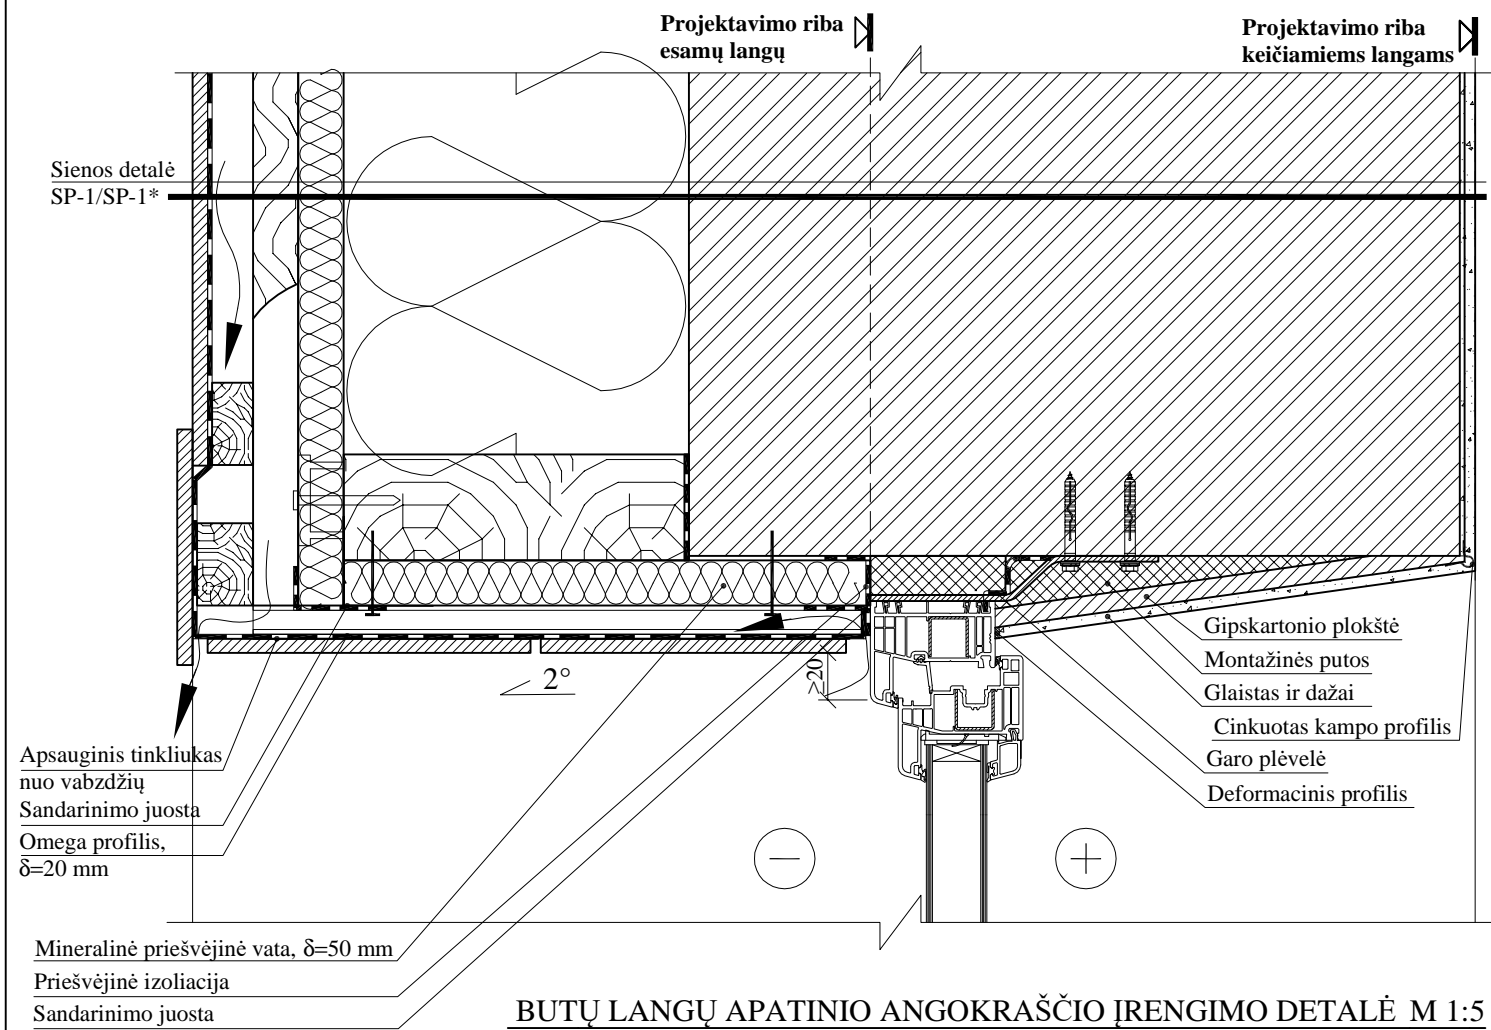 Projektavimo riba
esamų langų
Projektavimo riba
keičiamiems langams
Sienos detalė
SP-1/SP-1*
2°
≥20
Gipskartonio plokštė
Montažinės putos
Glaistas ir dažai
Cinkuotas kampo profilis
Garo plėvelė
Deformacinis profilis
Apsauginis tinkliukas
nuo vabzdžių
Sandarinimo juosta
Omega profilis,
δ=20 mm
Mineralinė priešvėjinė vata, δ=50 mm
Priešvėjinė izoliacija
Sandarinimo juosta
BUTŲ LANGŲ APATINIO ANGOKRAŠČIO ĮRENGIMO DETALĖ M 1:5